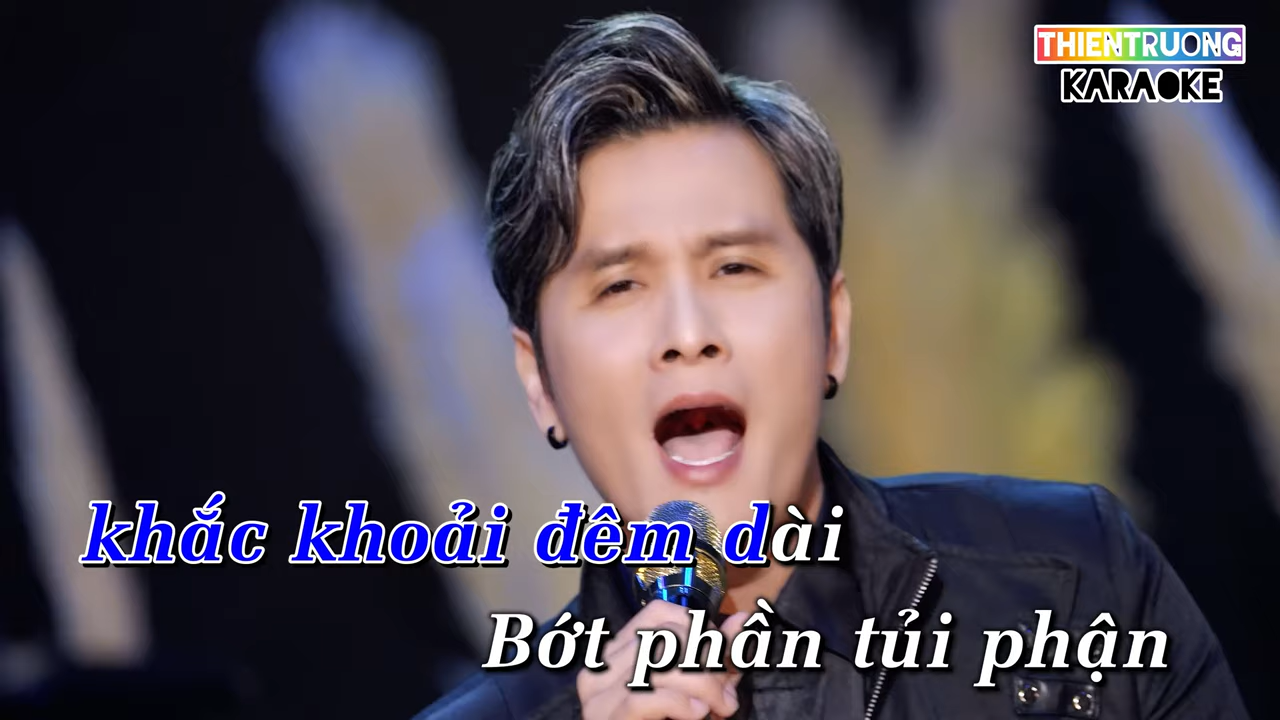 THIENTRUONG
KARAOKE
khắc khoải đêm dài
Bớt phần tủi phận